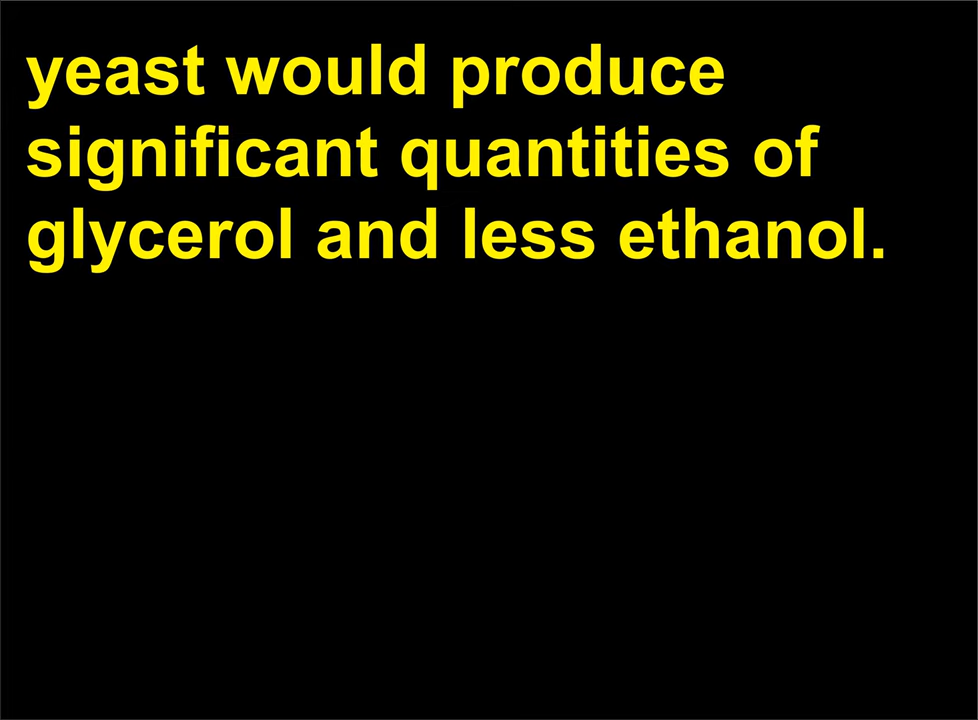 yeast would produce
significant quantities of
glycerol and less ethanol.